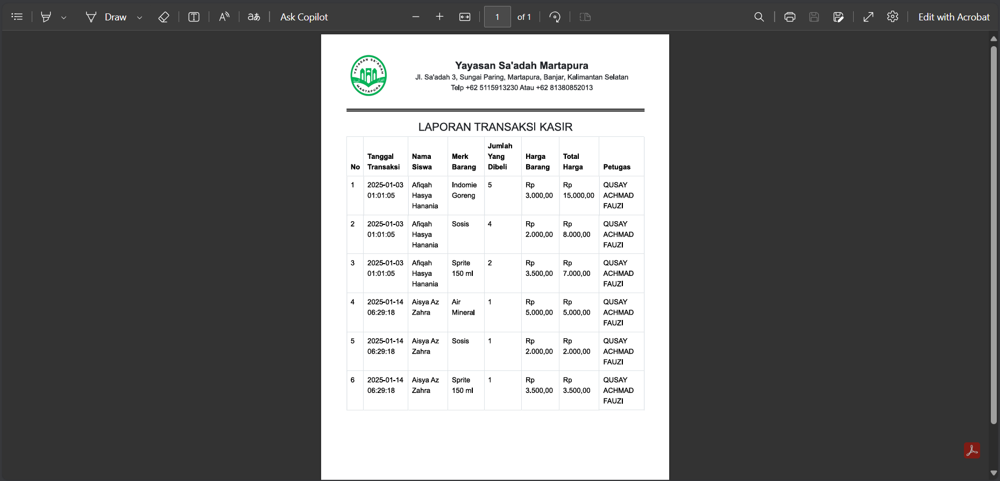 Draw
aあ
Ask Copilot
1 of 1
Edit with Acrobat
YAYASAN SA'ADAH
MARTAPURA
Yayasan Sa'adah Martapura
Jl. Sa'adah 3, Sungai Paring, Martapura, Banjar, Kalimantan Selatan
Telp +62 5115913230 Atau +62 81380852013
LAPORAN TRANSAKSI KASIR
No Tanggal Transaksi Nama Siswa Merk Barang Jumlah Yang Dibeli Harga Barang Total Harga Petugas
1 2025-01-03 01:01:05 Afiqah Hasya Hanania Indomie Goreng 5 Rp 3.000,00 Rp 15.000,00 QUSAY ACHMAD FAUZI
2 2025-01-03 01:01:05 Afiqah Hasya Hanania Sosis 4 Rp 2.000,00 Rp 8.000,00 QUSAY ACHMAD FAUZI
3 2025-01-03 01:01:05 Afiqah Hasya Hanania Sprite 150 ml 2 Rp 3.500,00 Rp 7.000,00 QUSAY ACHMAD FAUZI
4 2025-01-14 06:29:18 Aisya Az Zahra Air Mineral 1 Rp 5.000,00 Rp 5.000,00 QUSAY ACHMAD FAUZI
5 2025-01-14 06:29:18 Aisya Az Zahra Sosis 1 Rp 2.000,00 Rp 2.000,00 QUSAY ACHMAD FAUZI
6 2025-01-14 06:29:18 Aisya Az Zahra Sprite 150 ml 1 Rp 3.500,00 Rp 3.500,00 QUSAY ACHMAD FAUZI